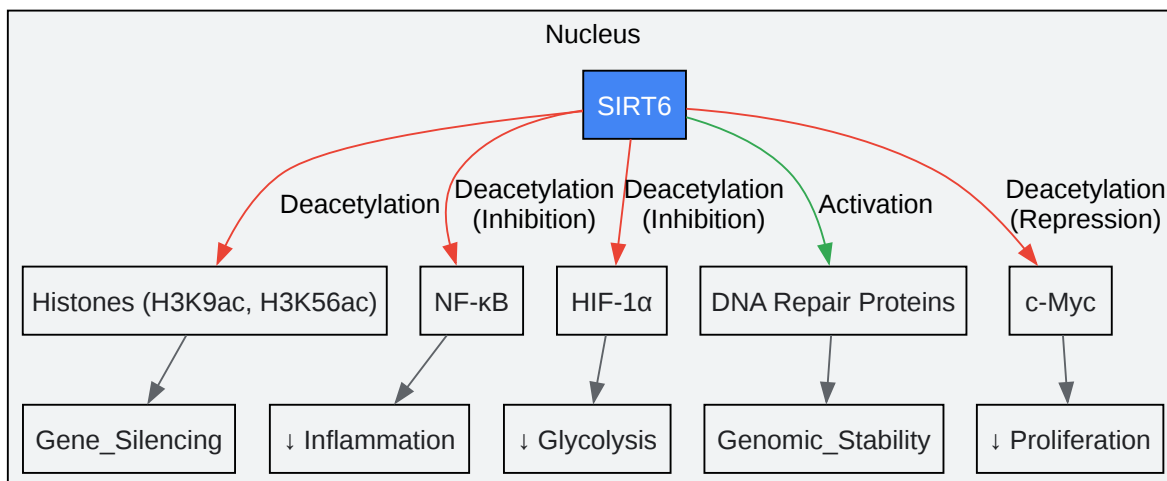 Nucleus
SIRT6
Deacetylation
Deacetylation
(Inhibition)
Deacetylation
(Inhibition)
Activation
Deacetylation
(Repression)
Histones (H3K9ac, H3K56ac)
NF-κB
HIF-1α
DNA Repair Proteins
c-Myc
Gene_Silencing
↓ Inflammation
↓ Glycolysis
Genomic_Stability
↓ Proliferation